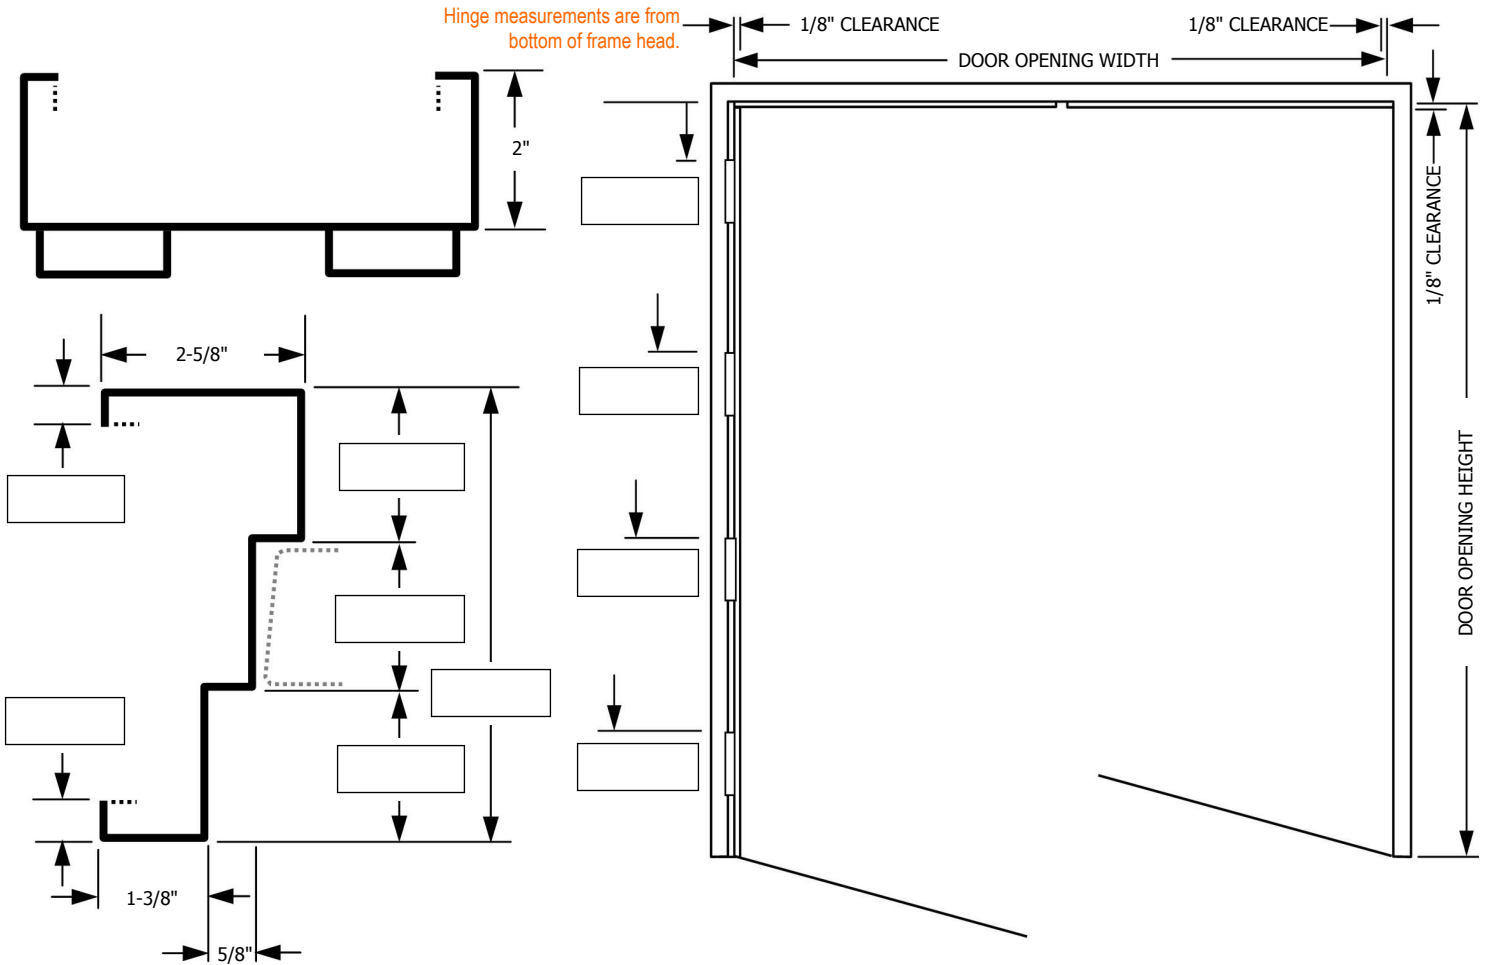 Hinge measurements are from
bottom of frame head.
1/8" CLEARANCE
1/8" CLEARANCE
DOOR OPENING WIDTH
2"
1/8" CLEARANCE
2-5/8"
DOOR OPENING HEIGHT
1-3/8"
5/8"